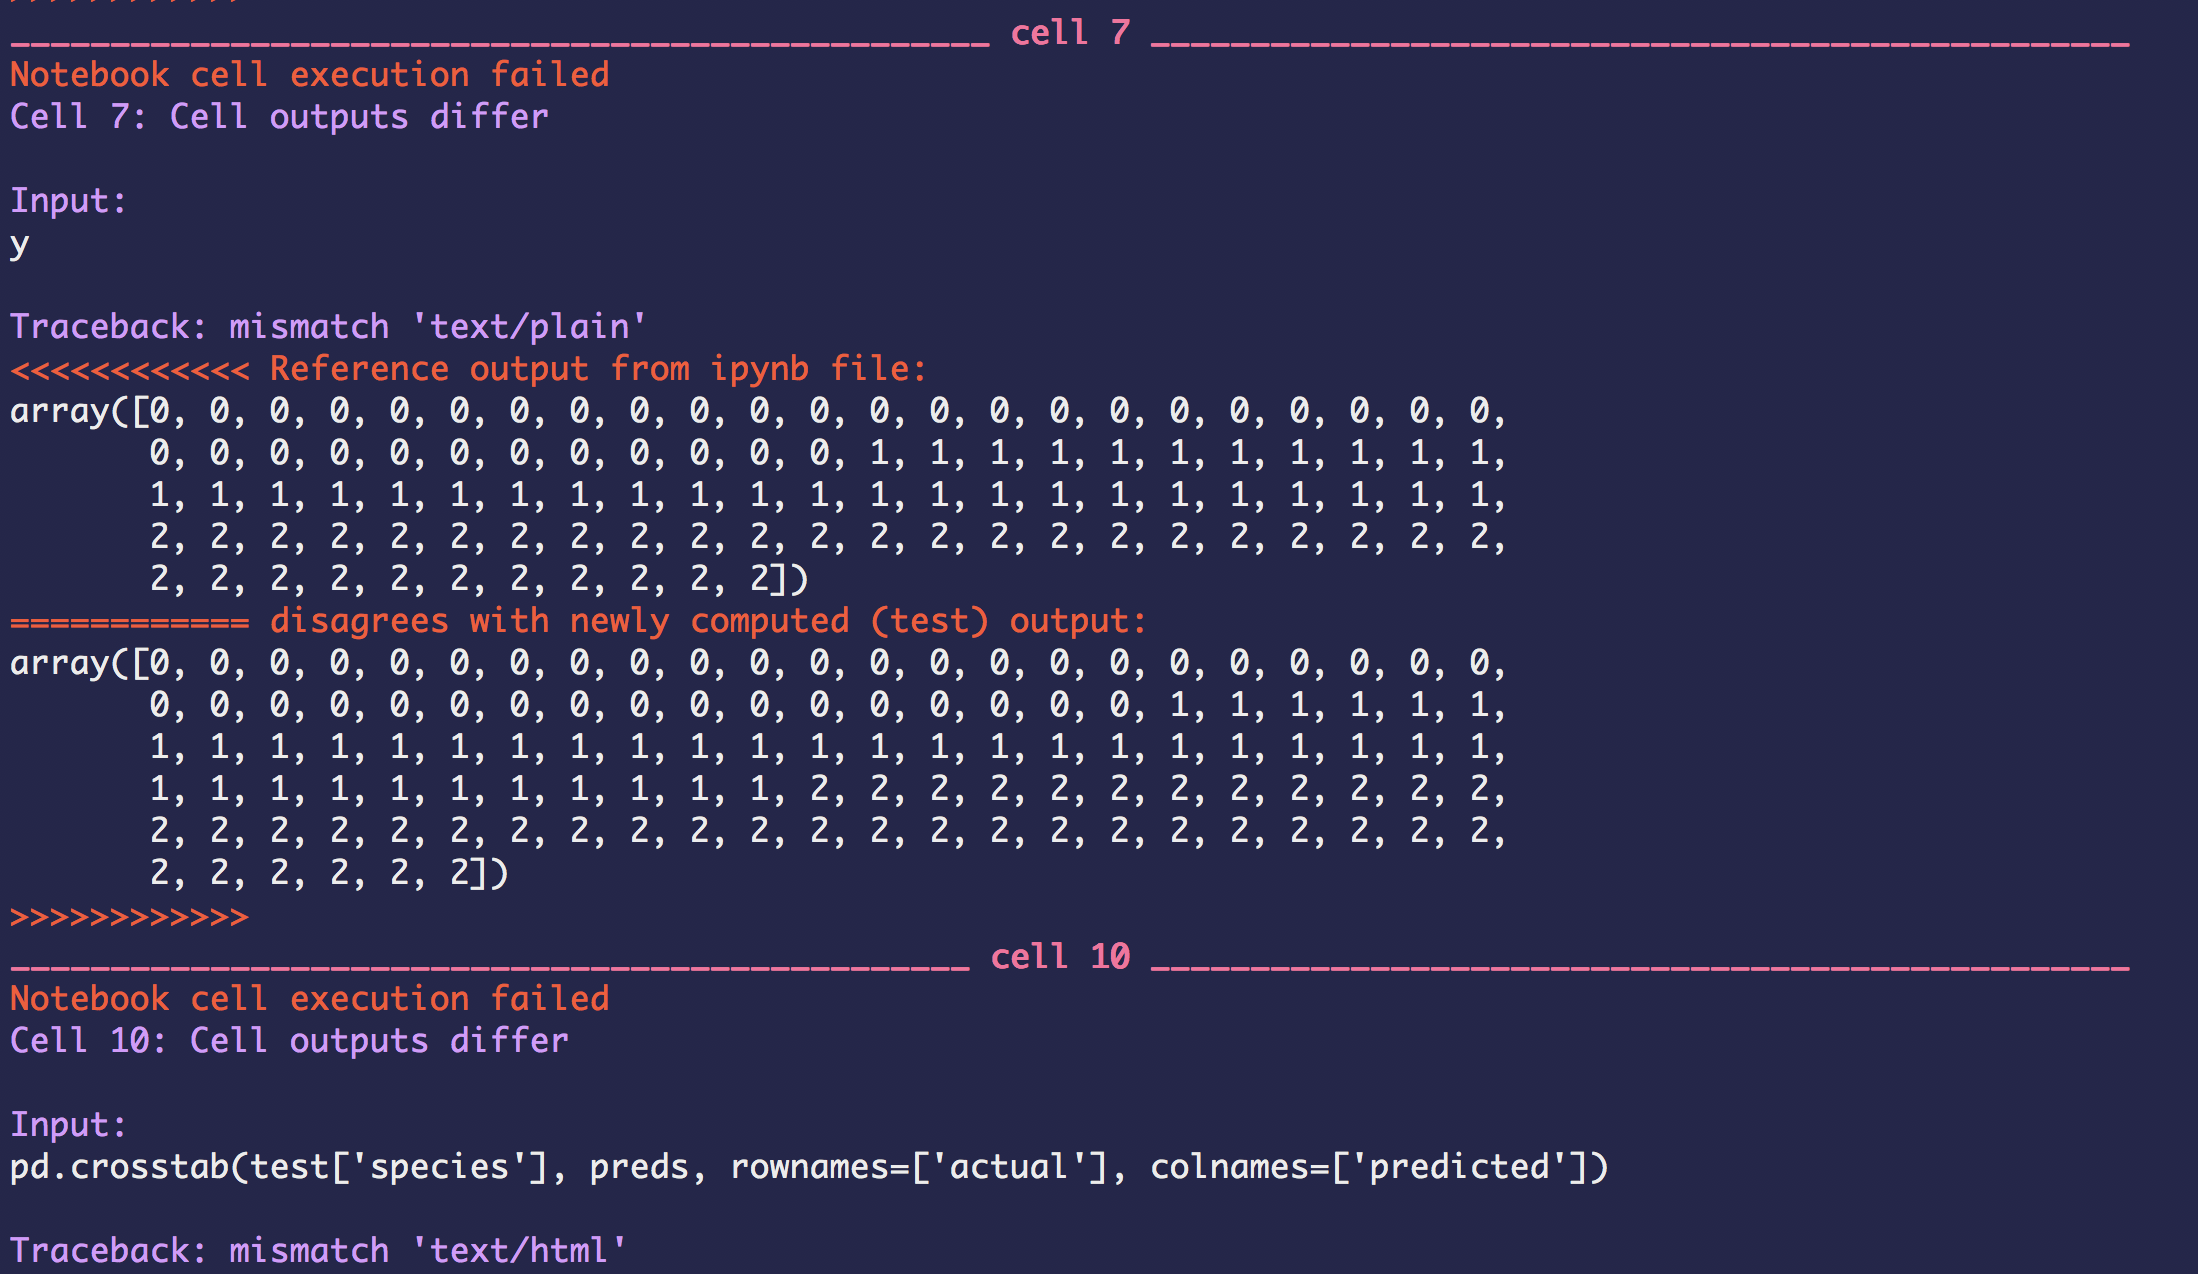 >>>>>>>>>>>>
_________________________________________________ cell 7 _________________________________________________
Notebook cell execution failed
Cell 7: Cell outputs differ
Input:
y
Traceback: mismatch 'text/plain'
<<<<<<<<<<<< Reference output from ipynb file:
array([0, 0, 0, 0, 0, 0, 0, 0, 0, 0, 0, 0, 0, 0, 0, 0, 0, 0, 0, 0, 0, 0, 0,
       0, 0, 0, 0, 0, 0, 0, 0, 0, 0, 0, 0, 1, 1, 1, 1, 1, 1, 1, 1, 1, 1, 1,
       1, 1, 1, 1, 1, 1, 1, 1, 1, 1, 1, 1, 1, 1, 1, 1, 1, 1, 1, 1, 1, 1, 1,
       2, 2, 2, 2, 2, 2, 2, 2, 2, 2, 2, 2, 2, 2, 2, 2, 2, 2, 2, 2, 2, 2, 2,
       2, 2, 2, 2, 2, 2, 2, 2, 2, 2, 2])
============ disagrees with newly computed (test) output:
array([0, 0, 0, 0, 0, 0, 0, 0, 0, 0, 0, 0, 0, 0, 0, 0, 0, 0, 0, 0, 0, 0, 0,
       0, 0, 0, 0, 0, 0, 0, 0, 0, 0, 0, 0, 0, 0, 0, 0, 0, 1, 1, 1, 1, 1, 1,
       1, 1, 1, 1, 1, 1, 1, 1, 1, 1, 1, 1, 1, 1, 1, 1, 1, 1, 1, 1, 1, 1, 1,
       1, 1, 1, 1, 1, 1, 1, 1, 1, 1, 1, 2, 2, 2, 2, 2, 2, 2, 2, 2, 2, 2, 2,
       2, 2, 2, 2, 2, 2, 2, 2, 2, 2, 2, 2, 2, 2, 2, 2, 2, 2, 2, 2, 2, 2, 2,
       2, 2, 2, 2, 2, 2])
>>>>>>>>>>>>
________________________________________________ cell 10 _________________________________________________
Notebook cell execution failed
Cell 10: Cell outputs differ
Input:
pd.crosstab(test['species'], preds, rownames=['actual'], colnames=['predicted'])
Traceback: mismatch 'text/html'